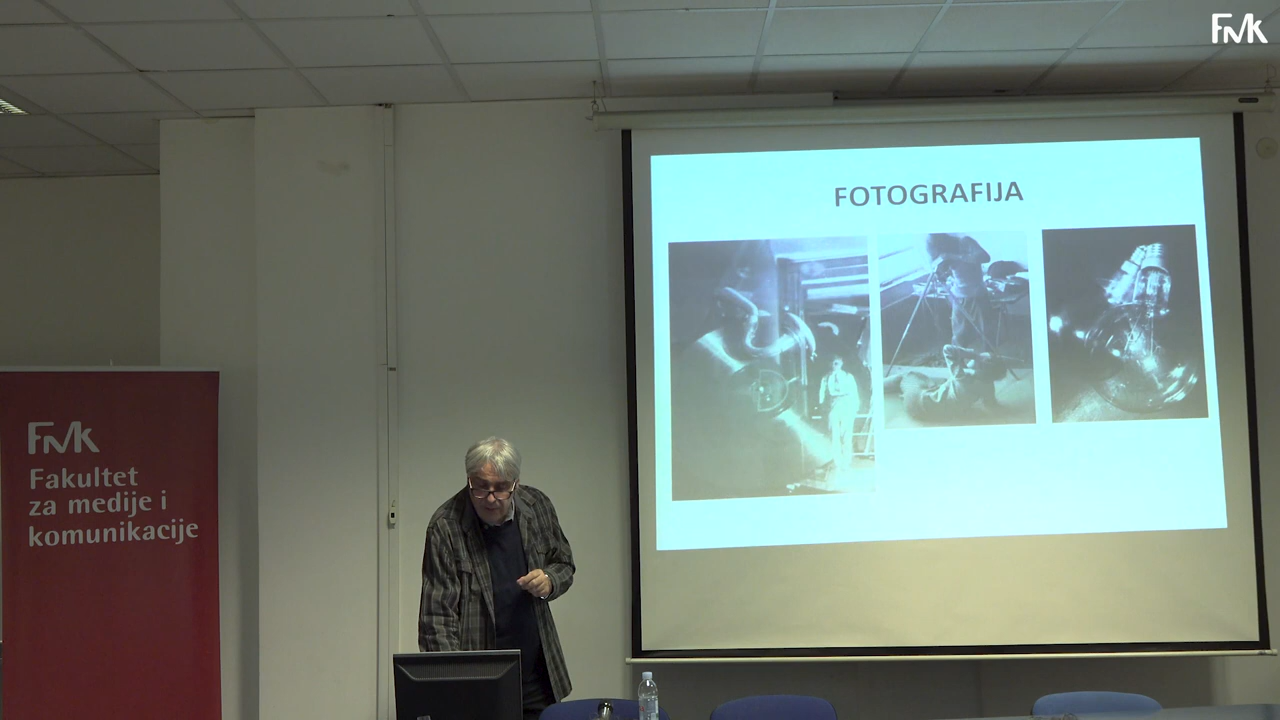 FMK
FOTOGRAFIJA
FMK
Fakultet
za medije i
komunikacije